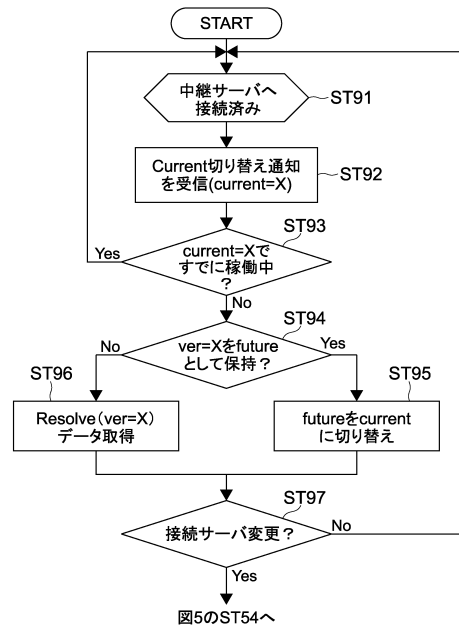 START
中継サーバへ
接続済み
ST91
Current切り替え通知
を受信(current=X)
ST92
ST93
current=Xで
すでに稼働中
?
Yes
No
ST94
ver=Xをfuture
として保持?
No
Yes
ST96
Resolve(ver=X)
データ取得
ST95
futureをcurrent
に切り替え
ST97
接続サーバ変更?
No
Yes
図5のST54へ